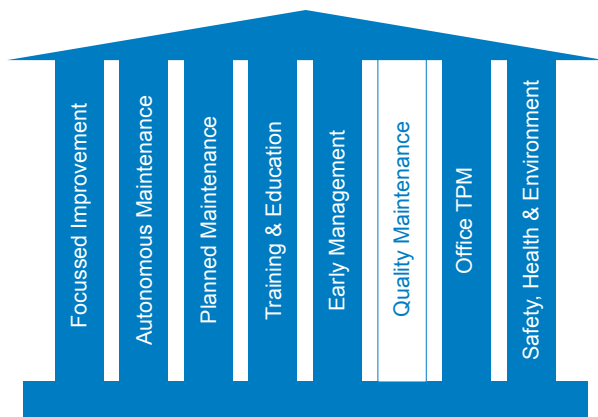 Focussed Improvement
Autonomous Maintenance
Planned Maintenance
Training & Education
Early Management
Quality Maintenance
Office TPM
Safety, Health & Environment